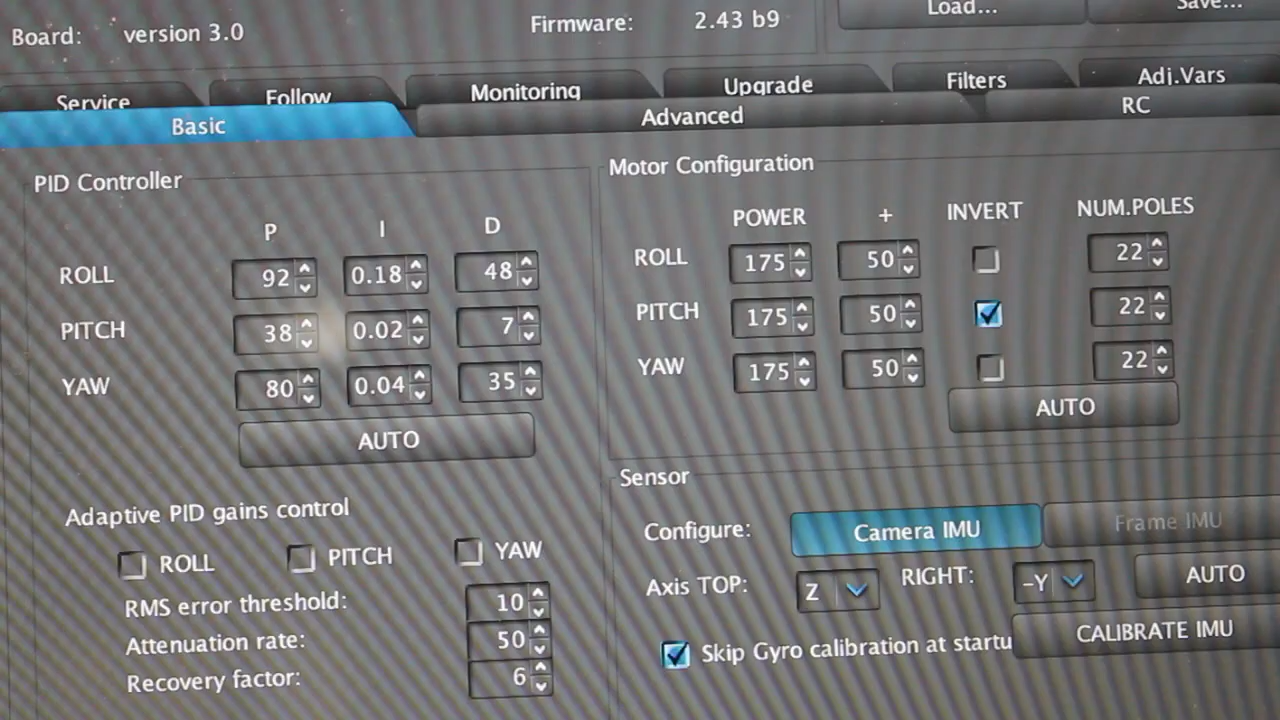 Board: version 3.0 Firmware: 2.43 b9 Load... Save...
Service Follow Monitoring Upgrade Filters Adj.Vars
Basic Advanced RC
PID Controller
P I D
ROLL 92 0.18 48
PITCH 38 0.02 7
YAW 80 0.04 35
AUTO
Adaptive PID gains control
ROLL PITCH YAW
RMS error threshold: 10
Attenuation rate: 50
Recovery factor: 6
Motor Configuration
POWER + INVERT NUM.POLES
ROLL 175 50 22
PITCH 175 50 22
YAW 175 50 22
AUTO
Sensor
Configure: Camera IMU Frame IMU
Axis TOP: Z RIGHT: -Y AUTO
Skip Gyro calibration at startu CALIBRATE IMU